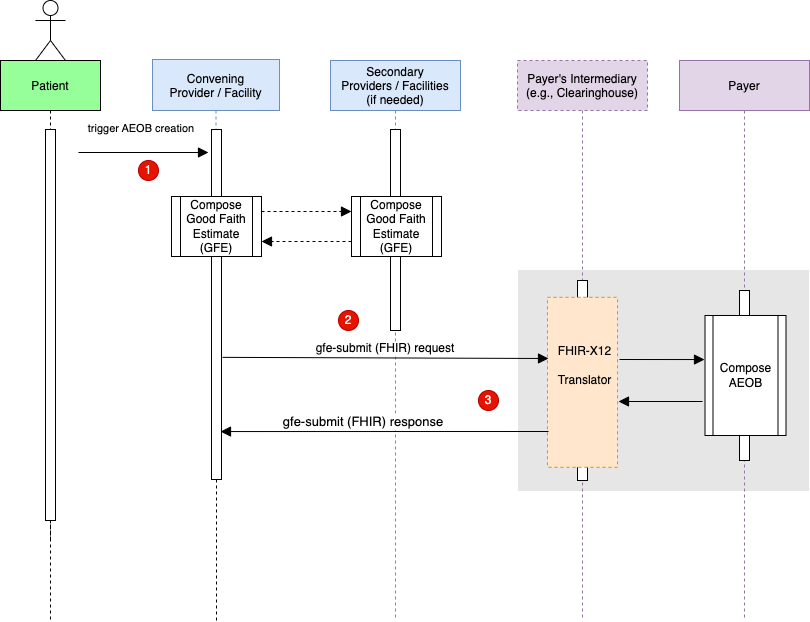 Patient
Convening
Provider / Facility
Secondary
Providers / Facilities
(if needed)
Payer's Intermediary
(e.g., Clearinghouse)
Payer
trigger AEOB creation
1
Compose
Good Faith
Estimate
(GFE)
Compose
Good Faith
Estimate
(GFE)
2
gfe-submit (FHIR) request
FHIR-X12
Translator
Compose
AEOB
3
gfe-submit (FHIR) response